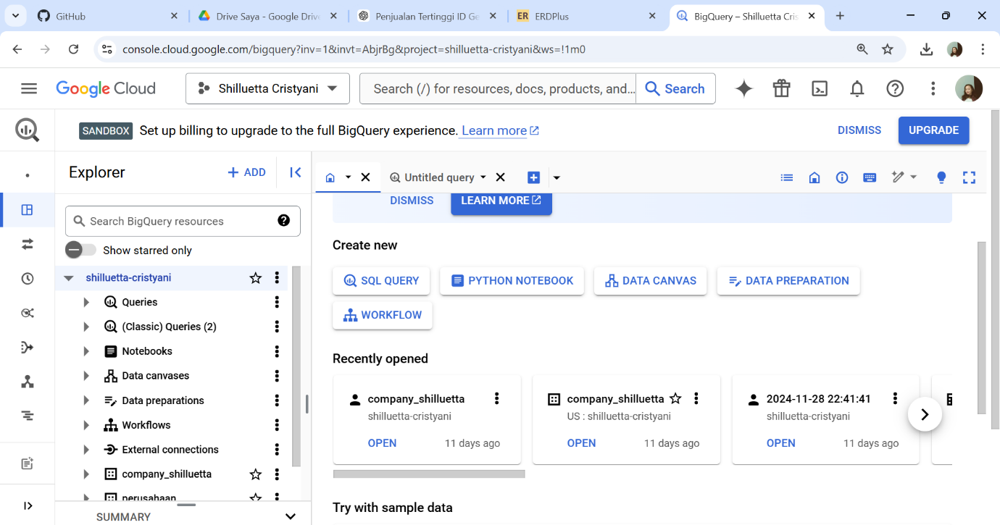 GitHub
Drive Saya - Google Drive
Penjualan Tertinggi ID Ge
ER ERDPlus
BigQuery – Shilluetta Cris
console.cloud.google.com/bigquery?inv=1&invt=AbjrBg&project=shilluetta-cristyani&ws=!1m0
Google Cloud
Shilluetta Cristyani
Search (/) for resources, docs, products, and...
Search
SANDBOX Set up billing to upgrade to the full BigQuery experience. Learn more
DISMISS
UPGRADE
Explorer
+ ADD
Untitled query
Search BigQuery resources
Show starred only
shilluetta-cristyani
Queries
(Classic) Queries (2)
Notebooks
Data canvases
Data preparations
Workflows
External connections
company_shilluetta
perusahaan
SUMMARY
DISMISS
LEARN MORE
Create new
SQL QUERY
PYTHON NOTEBOOK
DATA CANVAS
DATA PREPARATION
WORKFLOW
Recently opened
company_shilluetta
shilluetta-cristyani
OPEN 11 days ago
company_shilluetta
US : shilluetta-cristyani
OPEN 11 days ago
2024-11-28 22:41:41
shilluetta-cristyani
OPEN 11 days ago
Try with sample data